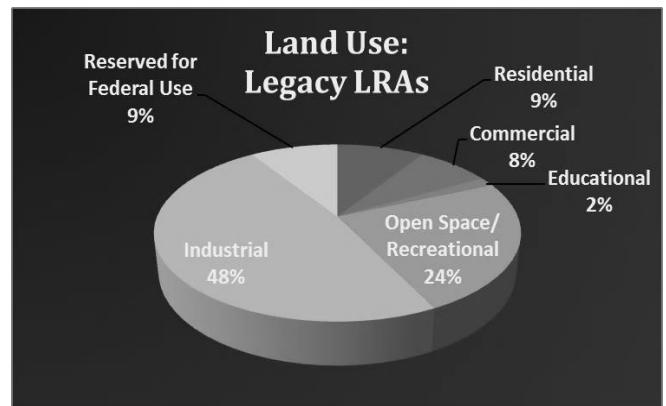 Land Use:
Legacy LRAs
Reserved for
Federal Use
9%
Residential
9%
Commercial
8%
Educational
2%
Open Space/
Recreational
24%
Industrial
48%